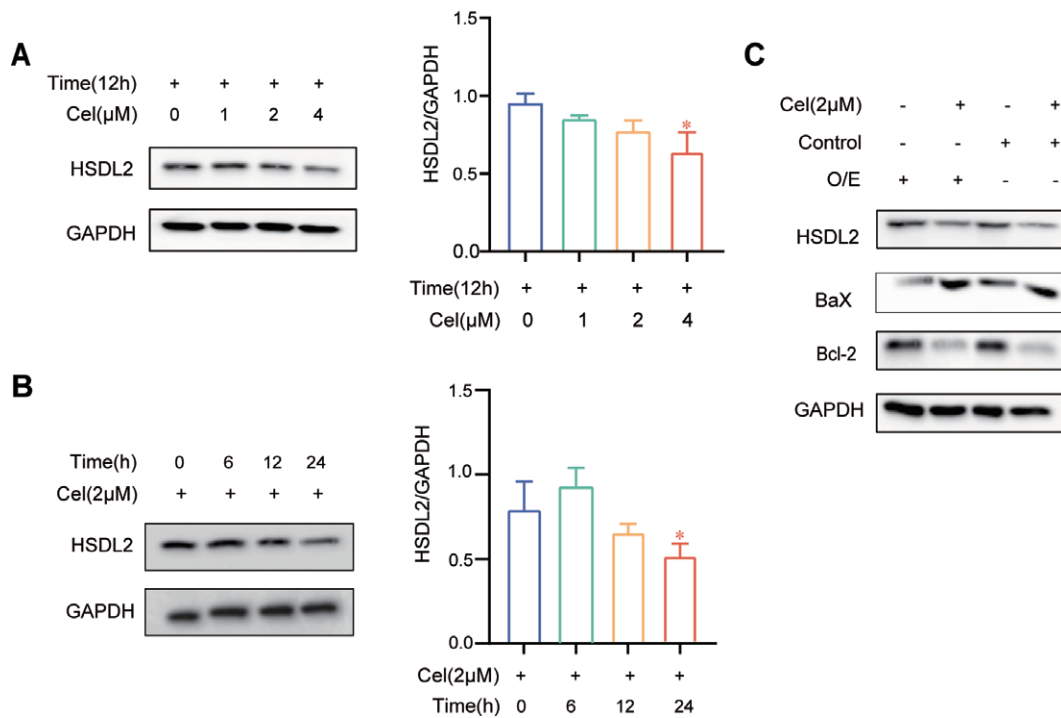 A
Time(12h) + + + +
Cel(μM) 0 1 2 4
HSDL2
GAPDH
HSDL2/GAPDH
1.5
1.0
0.5
0.0
*
Time(12h) + + + +
Cel(μM) 0 1 2 4
B
Time(h) 0 6 12 24
Cel(2μM) + + + +
HSDL2
GAPDH
HSDL2/GAPDH
1.5
1.0
0.5
0.0
*
Cel(2μM) + + + +
Time(h) 0 6 12 24
C
Cel(2μM) - + - +
Control - - + +
O/E + + - -
HSDL2
BaX
Bcl-2
GAPDH